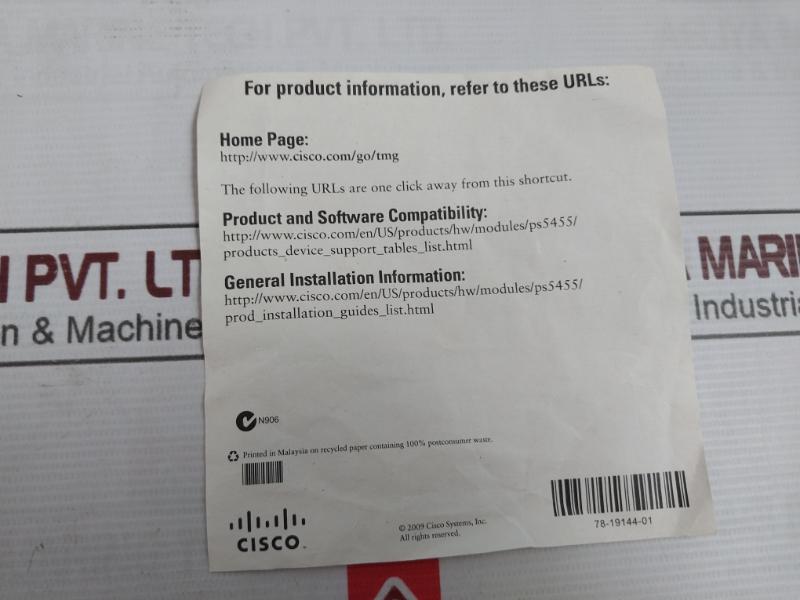 For product information, refer to these URLs:
Home Page:
http://www.cisco.com/go/tmg
The following URLs are one click away from this shortcut.
Product and Software Compatibility:
http://www.cisco.com/en/US/products/hw/modules/ps5455/
products_device_support_tables_list.html
General Installation Information:
http://www.cisco.com/en/US/products/hw/modules/ps5455/
prod_installation_guides_list.html
N906
Printed in Malaysia on recycled paper containing 100% postconsumer waste.
CISCO
© 2009 Cisco Systems, Inc.
All rights reserved.
78-19144-01
PVT. LT
n & Machine
MARI
Industria